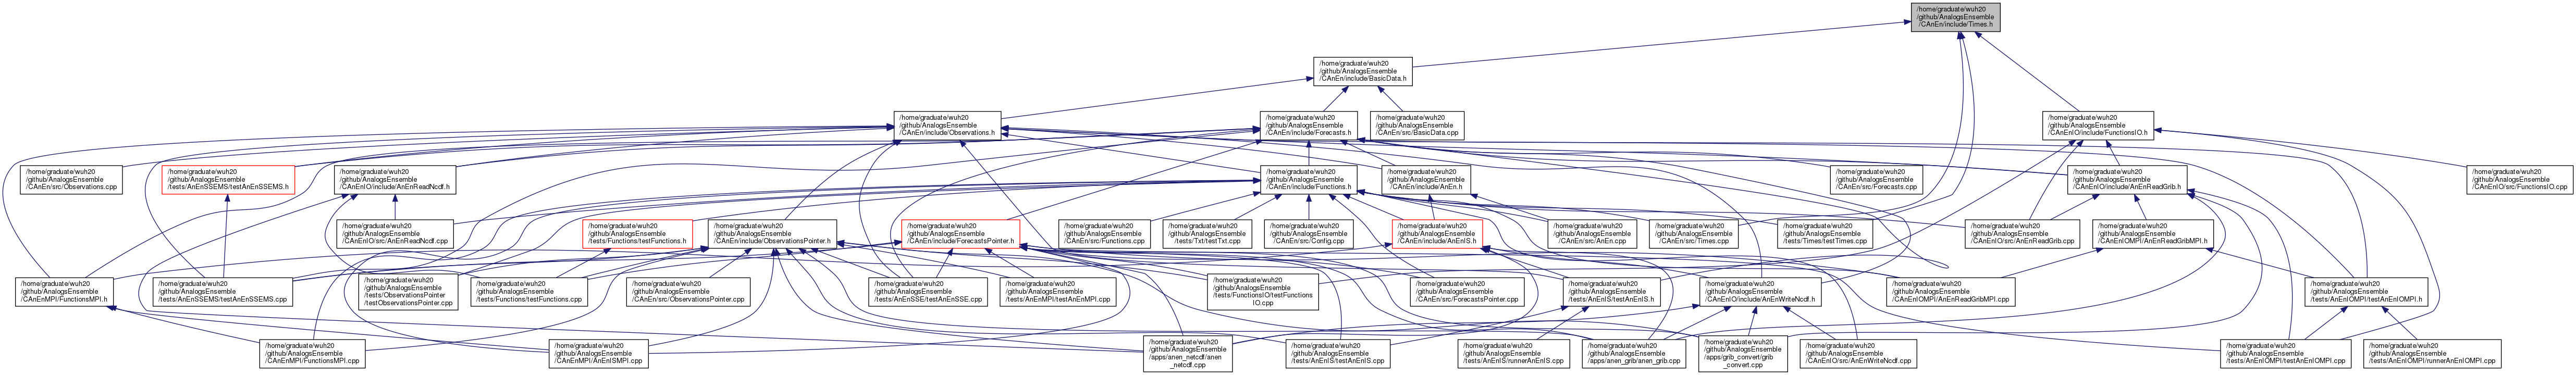 /home/graduate/wuh20
/github/AnalogsEnsemble
/CAnEn/include/Times.h
/home/graduate/wuh20
/github/AnalogsEnsemble
/CAnEn/include/BasicData.h
/home/graduate/wuh20
/github/AnalogsEnsemble
/CAnEn/include/Observations.h
/home/graduate/wuh20
/github/AnalogsEnsemble
/CAnEn/include/Forecasts.h
/home/graduate/wuh20
/github/AnalogsEnsemble
/CAnEn/src/BasicData.cpp
/home/graduate/wuh20
/github/AnalogsEnsemble
/CAnEnIO/include/FunctionsIO.h
/home/graduate/wuh20
/github/AnalogsEnsemble
/CAnEn/src/Observations.cpp
/home/graduate/wuh20
/github/AnalogsEnsemble
/tests/AnEnSSEMS/testAnEnSSEMS.h
/home/graduate/wuh20
/github/AnalogsEnsemble
/CAnEnIO/include/AnEnReadNcdf.h
/home/graduate/wuh20
/github/AnalogsEnsemble
/CAnEn/include/Functions.h
/home/graduate/wuh20
/github/AnalogsEnsemble
/CAnEn/include/AnEn.h
/home/graduate/wuh20
/github/AnalogsEnsemble
/CAnEn/src/Forecasts.cpp
/home/graduate/wuh20
/github/AnalogsEnsemble
/CAnEnIO/include/AnEnReadGrib.h
/home/graduate/wuh20
/github/AnalogsEnsemble
/CAnEnIO/src/FunctionsIO.cpp
/home/graduate/wuh20
/github/AnalogsEnsemble
/CAnEnIO/src/AnEnReadNcdf.cpp
/home/graduate/wuh20
/github/AnalogsEnsemble
/tests/Functions/testFunctions.h
/home/graduate/wuh20
/github/AnalogsEnsemble
/CAnEn/include/ObservationsPointer.h
/home/graduate/wuh20
/github/AnalogsEnsemble
/CAnEn/include/ForecastsPointer.h
/home/graduate/wuh20
/github/AnalogsEnsemble
/CAnEn/src/Functions.cpp
/home/graduate/wuh20
/github/AnalogsEnsemble
/tests/Txt/testTxt.cpp
/home/graduate/wuh20
/github/AnalogsEnsemble
/CAnEn/src/Config.cpp
/home/graduate/wuh20
/github/AnalogsEnsemble
/CAnEn/include/AnEnIS.h
/home/graduate/wuh20
/github/AnalogsEnsemble
/CAnEn/src/AnEn.cpp
/home/graduate/wuh20
/github/AnalogsEnsemble
/CAnEn/src/Times.cpp
/home/graduate/wuh20
/github/AnalogsEnsemble
/tests/Times/testTimes.cpp
/home/graduate/wuh20
/github/AnalogsEnsemble
/CAnEnIO/src/AnEnReadGrib.cpp
/home/graduate/wuh20
/github/AnalogsEnsemble
/CAnEnIOMPI/AnEnReadGribMPI.h
/home/graduate/wuh20
/github/AnalogsEnsemble
/CAnEnMPI/FunctionsMPI.h
/home/graduate/wuh20
/github/AnalogsEnsemble
/tests/AnEnSSEMS/testAnEnSSEMS.cpp
/home/graduate/wuh20
/github/AnalogsEnsemble
/tests/ObservationsPointer
/testObservationsPointer.cpp
/home/graduate/wuh20
/github/AnalogsEnsemble
/tests/Functions/testFunctions.cpp
/home/graduate/wuh20
/github/AnalogsEnsemble
/CAnEn/src/ObservationsPointer.cpp
/home/graduate/wuh20
/github/AnalogsEnsemble
/tests/AnEnSSE/testAnEnSSE.cpp
/home/graduate/wuh20
/github/AnalogsEnsemble
/tests/AnEnMPI/testAnEnMPI.cpp
/home/graduate/wuh20
/github/AnalogsEnsemble
/tests/FunctionsIO/testFunctions
IO.cpp
/home/graduate/wuh20
/github/AnalogsEnsemble
/CAnEn/src/ForecastsPointer.cpp
/home/graduate/wuh20
/github/AnalogsEnsemble
/tests/AnEnIS/testAnEnIS.h
/home/graduate/wuh20
/github/AnalogsEnsemble
/CAnEnIO/include/AnEnWriteNcdf.h
/home/graduate/wuh20
/github/AnalogsEnsemble
/CAnEnIOMPI/AnEnReadGribMPI.cpp
/home/graduate/wuh20
/github/AnalogsEnsemble
/tests/AnEnIOMPI/testAnEnIOMPI.h
/home/graduate/wuh20
/github/AnalogsEnsemble
/CAnEnMPI/FunctionsMPI.cpp
/home/graduate/wuh20
/github/AnalogsEnsemble
/CAnEnMPI/AnEnISMPI.cpp
/home/graduate/wuh20
/github/AnalogsEnsemble
/apps/anen_netcdf/anen
_netcdf.cpp
/home/graduate/wuh20
/github/AnalogsEnsemble
/tests/AnEnIS/testAnEnIS.cpp
/home/graduate/wuh20
/github/AnalogsEnsemble
/tests/AnEnIS/runnerAnEnIS.cpp
/home/graduate/wuh20
/github/AnalogsEnsemble
/apps/anen_grib/anen_grib.cpp
/home/graduate/wuh20
/github/AnalogsEnsemble
/apps/grib_convert/grib
_convert.cpp
/home/graduate/wuh20
/github/AnalogsEnsemble
/CAnEnIO/src/AnEnWriteNcdf.cpp
/home/graduate/wuh20
/github/AnalogsEnsemble
/tests/AnEnIOMPI/testAnEnIOMPI.cpp
/home/graduate/wuh20
/github/AnalogsEnsemble
/tests/AnEnIOMPI/runnerAnEnIOMPI.cpp